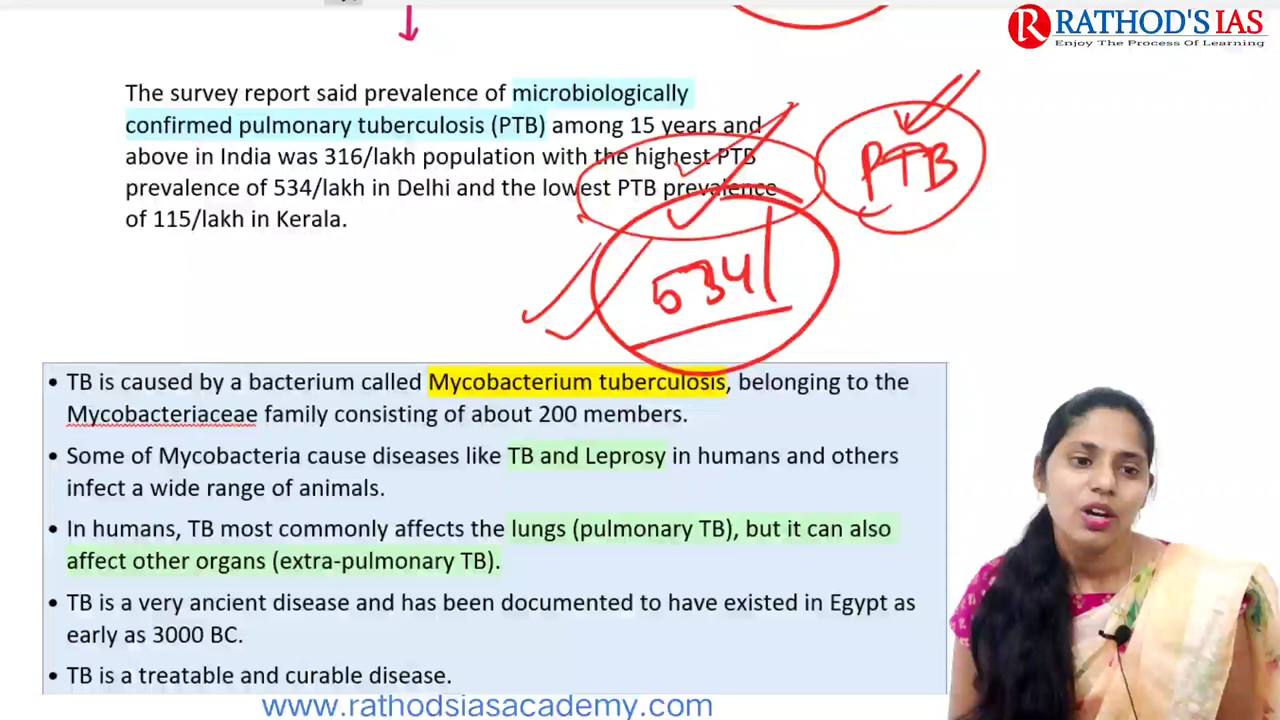 RATHOD'S IAS
Enjoy The Process Of Learning
The survey report said prevalence of microbiologically
confirmed pulmonary tuberculosis (PTB) among 15 years and
above in India was 316/lakh population with the highest PTB
prevalence of 534/lakh in Delhi and the lowest PTB prevalence
of 115/lakh in Kerala.
PTB
534/
• TB is caused by a bacterium called Mycobacterium tuberculosis, belonging to the
Mycobacteriaceae family consisting of about 200 members.
• Some of Mycobacteria cause diseases like TB and Leprosy in humans and others
infect a wide range of animals.
• In humans, TB most commonly affects the lungs (pulmonary TB), but it can also
affect other organs (extra-pulmonary TB).
• TB is a very ancient disease and has been documented to have existed in Egypt as
early as 3000 BC.
• TB is a treatable and curable disease.
www.rathodsiasacademy.com